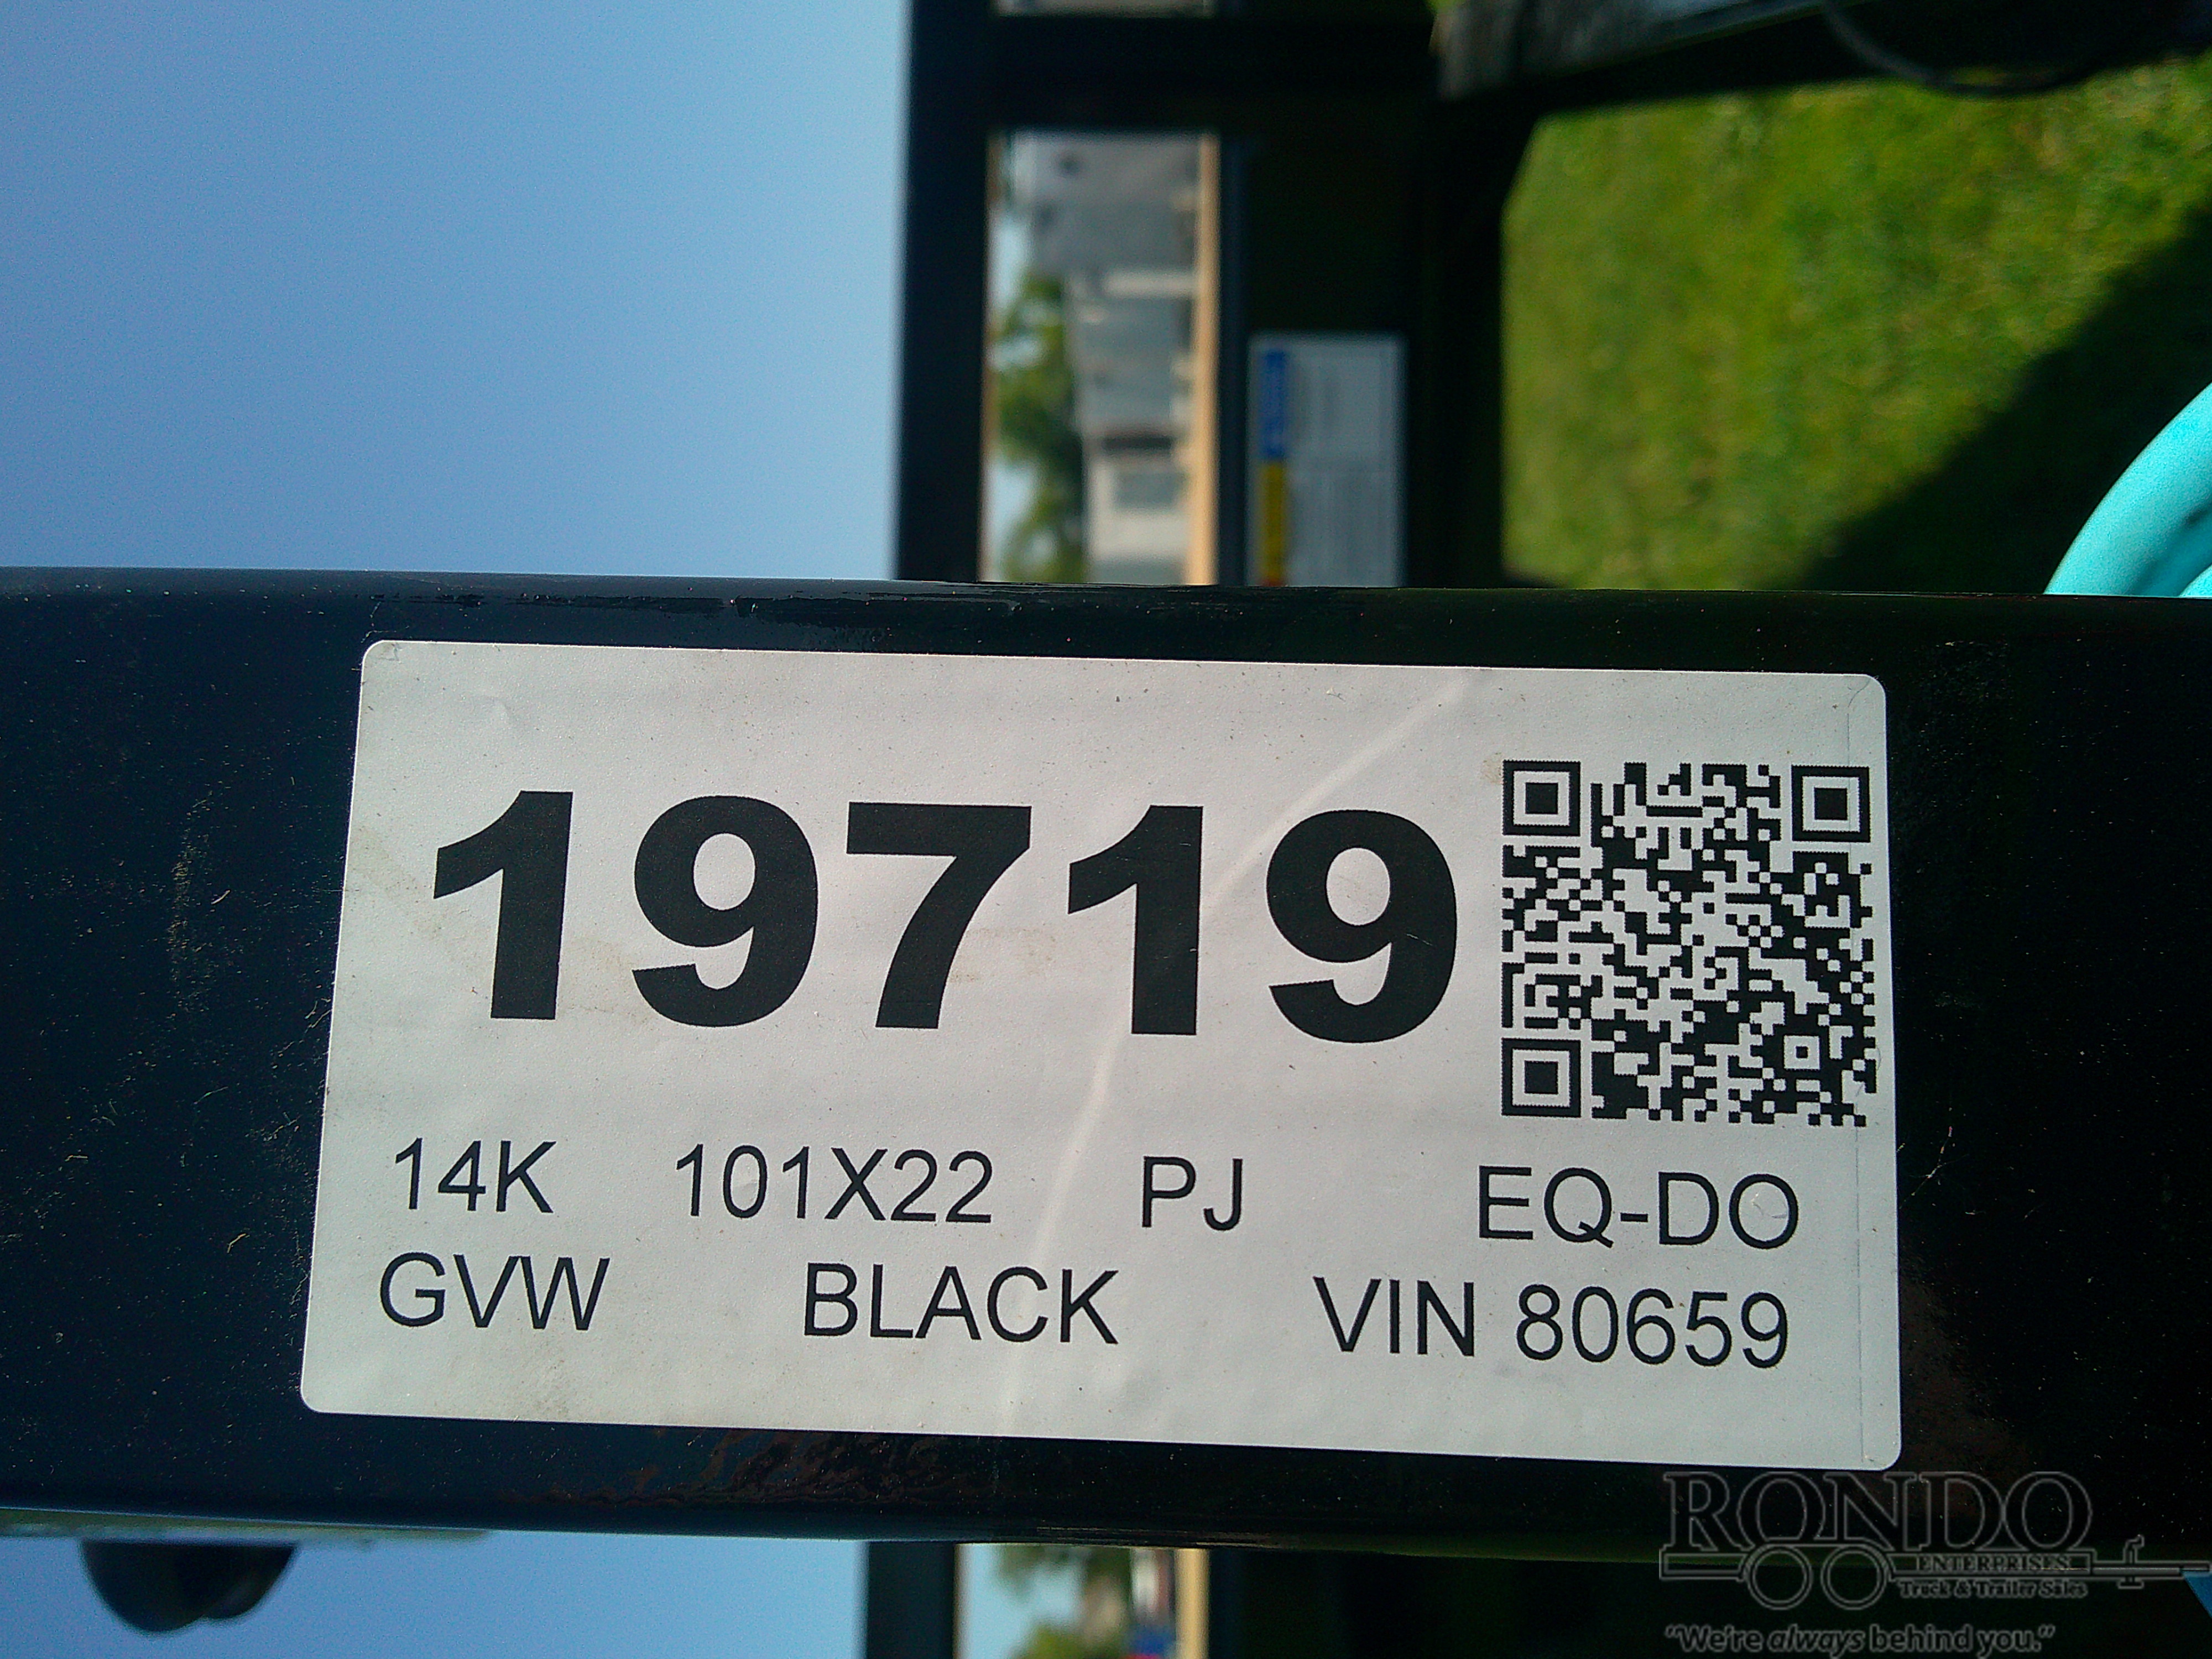 19719
14K 101X22 PJ EQ-DO
GVW BLACK VIN 80659
RONDO
ENTERPRISES
Truck & Trailer Sales
"We're always behind you."